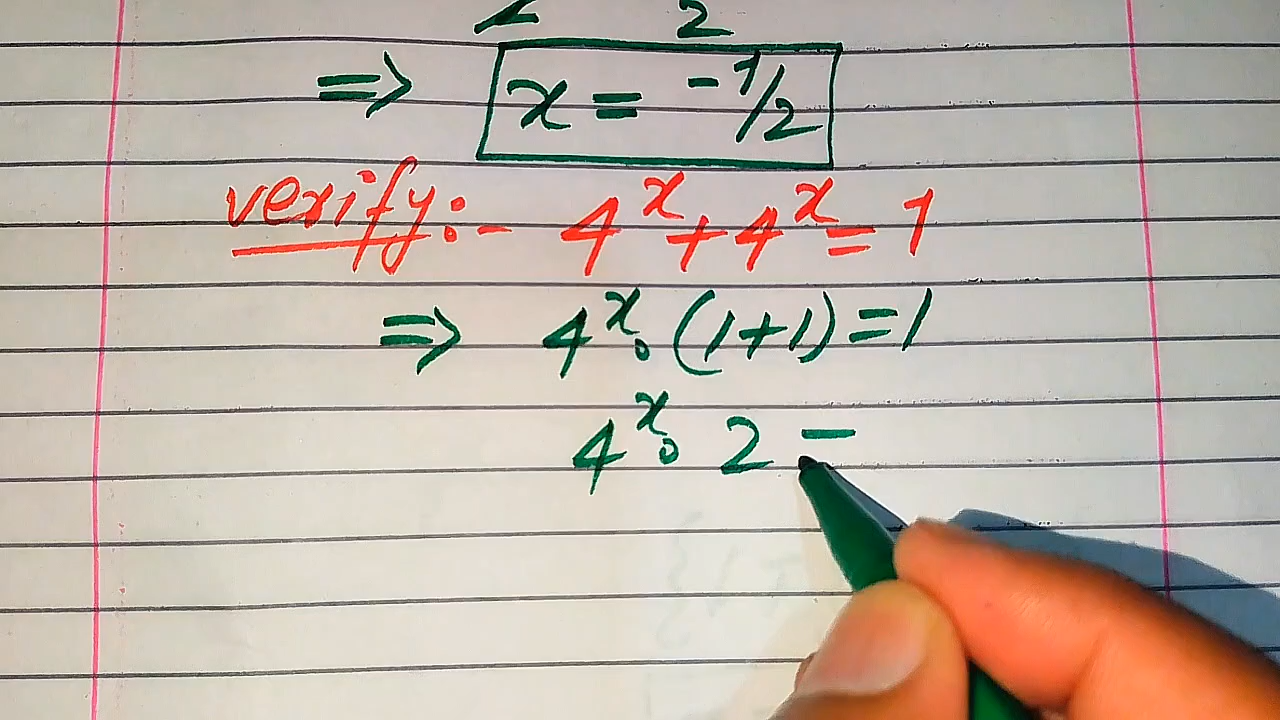 2
=> x = -1/2
verify:- 4^x + 4^x = 1
=> 4^x . (1+1) = 1
4^x . 2 =